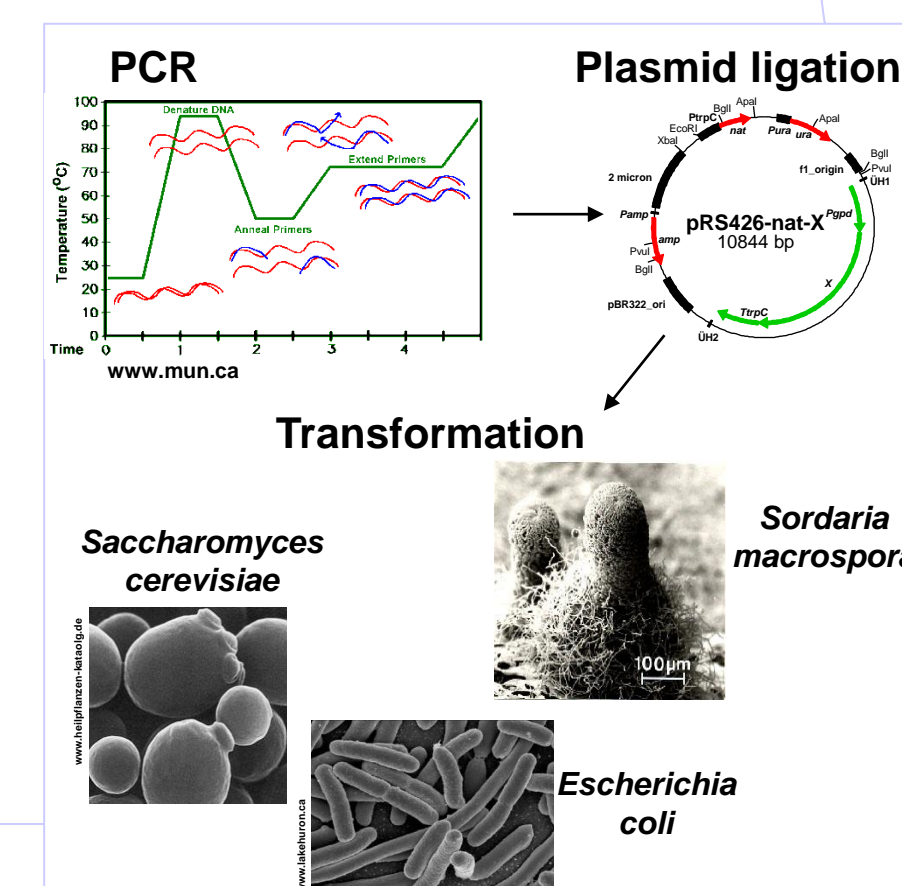 PCR
Plasmid ligation
100
90
80
70
60
50
40
30
20
10
0
Temperature (ºC)
Denature DNA
Anneal Primers
Extend Primers
Time 0 1 2 3 4
www.mun.ca
BglI
ApaI
PtrpC
nat
Pura
ura
ApaI
EcoRI
XbaI
BglI
PvuI
f1_origin
ÜH1
2 micron
Pamp
amp
pRS426-nat-X
10844 bp
Pgpd
PvuI
BglI
X
pBR322_ori
TtrpC
ÜH2
Transformation
Saccharomyces
cerevisiae
Sordaria
macrospora
100µm
www.heilpflanzen-kataolg.de
www.lakehuron.ca
Escherichia
coli